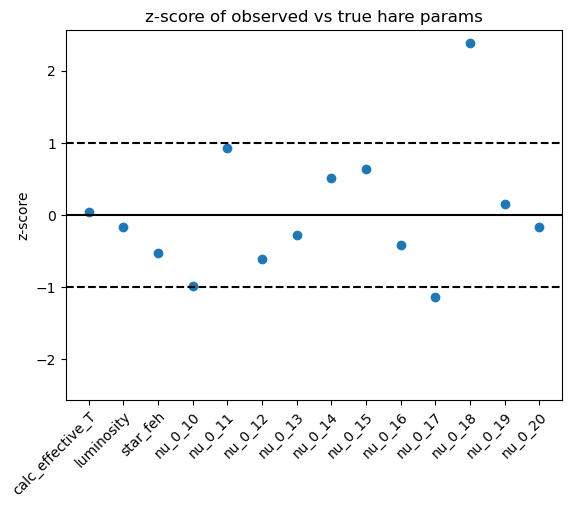 z-score of observed vs true hare params
z-score
2
1
0
−1
−2
calc_effective_T
luminosity
star_feh
nu_0_10
nu_0_11
nu_0_12
nu_0_13
nu_0_14
nu_0_15
nu_0_16
nu_0_17
nu_0_18
nu_0_19
nu_0_20